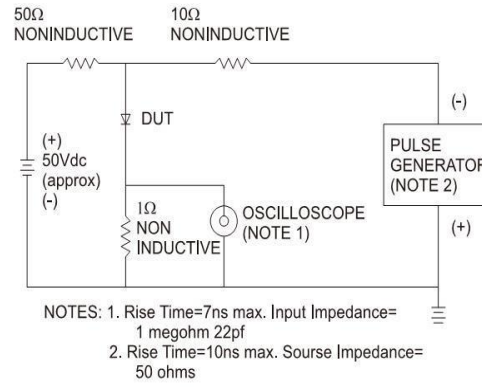 50Ω
NONINDUCTIVE
10Ω
NONINDUCTIVE
(+)
50Vdc
(approx)
(-)
DUT
1Ω
NON
INDUCTIVE
OSCILLOSCOPE
(NOTE 1)
(-)
PULSE
GENERATOR
(NOTE 2)
(+)
NOTES: 1. Rise Time=7ns max. Input Impedance=
1 megohm 22pf
2. Rise Time=10ns max. Sourse Impedance=
50 ohms